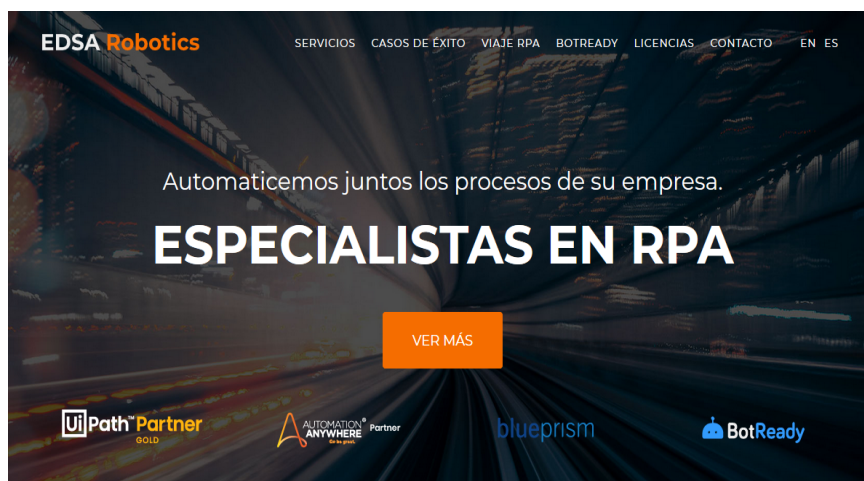 EDSA Robotics
SERVICIOS CASOS DE ÉXITO VIAJE RPA BOTREADY LICENCIAS CONTACTO EN ES
Automaticemos juntos los procesos de su empresa.
ESPECIALISTAS EN RPA
VER MÁS
UiPath™ Partner
GOLD
AUTOMATION®
ANYWHERE Partner
Go be great.
blueprism
BotReady